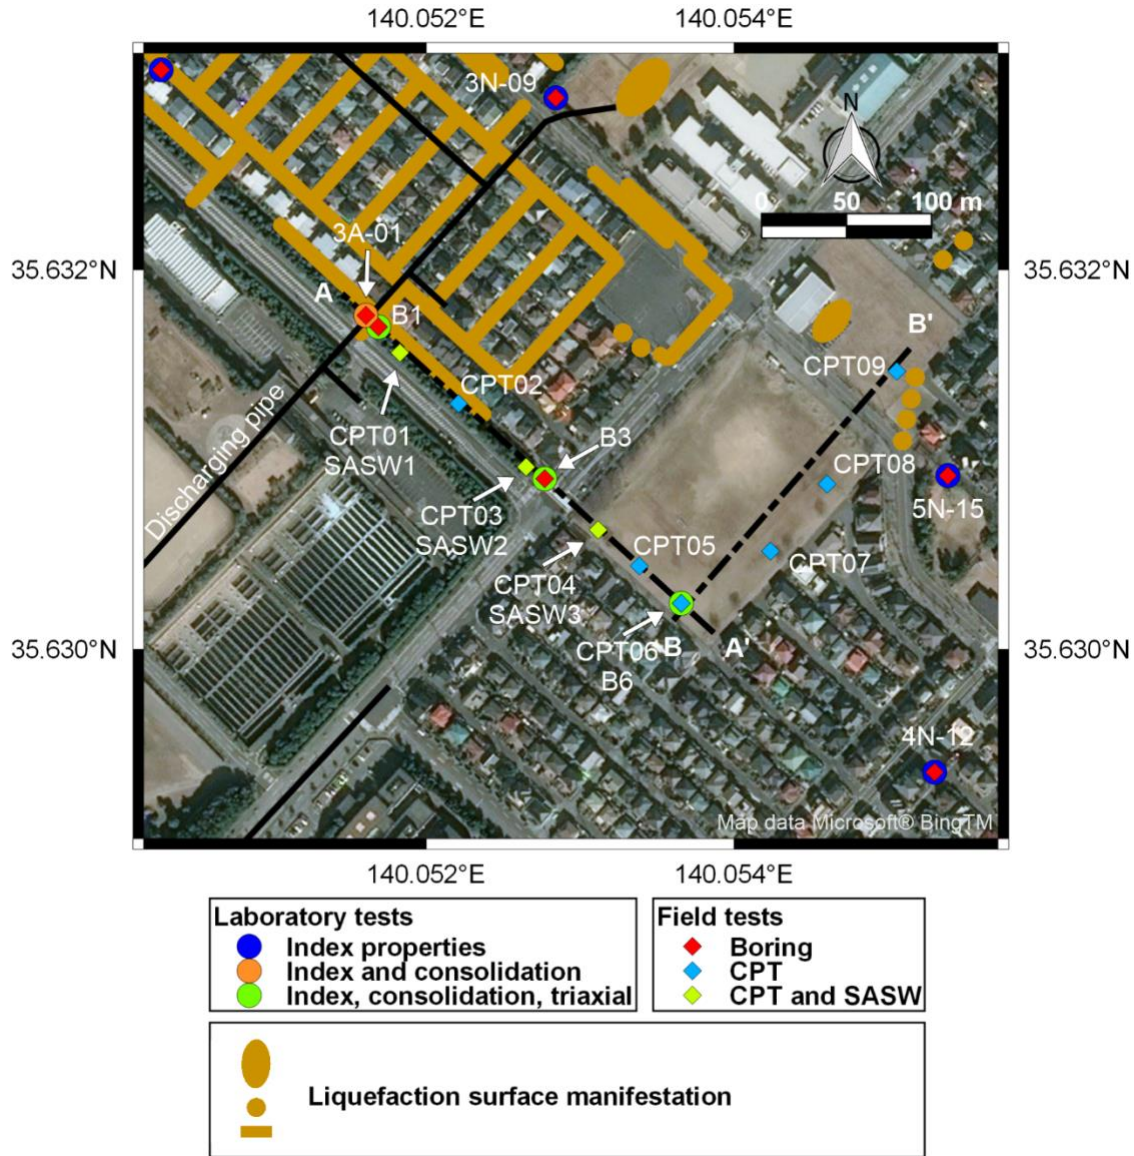 140.052°E
140.054°E
3N-09
N
0 50 100 m
3A-01
35.632°N
35.632°N
A
B1
B'
CPT09
CPT02
CPT01
SASW1
B3
CPT08
Discharging pipe
CPT03
SASW2
5N-15
CPT05
CPT07
CPT04
SASW3
35.630°N
35.630°N
CPT06
B6
B
A'
4N-12
Map data Microsoft® BingTM
140.052°E
140.054°E
Laboratory tests
Index properties
Index and consolidation
Index, consolidation, triaxial
Field tests
Boring
CPT
CPT and SASW
Liquefaction surface manifestation